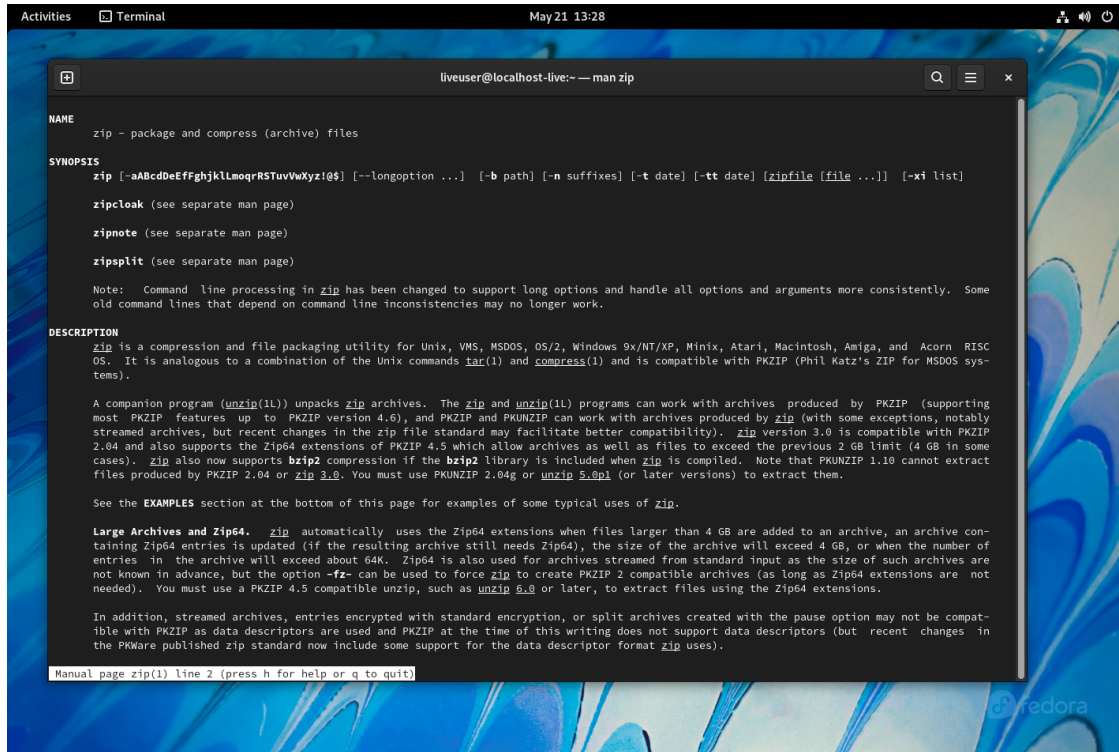 Activities Terminal May 21 13:28
liveuser@localhost-live:~ — man zip
NAME
zip - package and compress (archive) files
SYNOPSIS
zip [-aABcdDeEfFghjklLmoqrRSTuvVwXyz!@$] [--longoption ...] [-b path] [-n suffixes] [-t date] [-tt date] [zipfile [file ...]] [-xi list]
zipcloak (see separate man page)
zipnote (see separate man page)
zipsplit (see separate man page)
Note: Command line processing in zip has been changed to support long options and handle all options and arguments more consistently. Some
old command lines that depend on command line inconsistencies may no longer work.
DESCRIPTION
zip is a compression and file packaging utility for Unix, VMS, MSDOS, OS/2, Windows 9x/NT/XP, Minix, Atari, Macintosh, Amiga, and Acorn RISC
OS. It is analogous to a combination of the Unix commands tar(1) and compress(1) and is compatible with PKZIP (Phil Katz's ZIP for MSDOS sys-
tems).
A companion program (unzip(1L)) unpacks zip archives. The zip and unzip(1L) programs can work with archives produced by PKZIP (supporting
most PKZIP features up to PKZIP version 4.6), and PKZIP and PKUNZIP can work with archives produced by zip (with some exceptions, notably
streamed archives, but recent changes in the zip file standard may facilitate better compatibility). zip version 3.0 is compatible with PKZIP
2.04 and also supports the Zip64 extensions of PKZIP 4.5 which allow archives as well as files to exceed the previous 2 GB limit (4 GB in some
cases). zip also now supports bzip2 compression if the bzip2 library is included when zip is compiled. Note that PKUNZIP 1.10 cannot extract
files produced by PKZIP 2.04 or zip 3.0. You must use PKUNZIP 2.04g or unzip 5.0p1 (or later versions) to extract them.
See the EXAMPLES section at the bottom of this page for examples of some typical uses of zip.
Large Archives and Zip64. zip automatically uses the Zip64 extensions when files larger than 4 GB are added to an archive, an archive con-
taining Zip64 entries is updated (if the resulting archive still needs Zip64), the size of the archive will exceed 4 GB, or when the number of
entries in the archive will exceed about 64K. Zip64 is also used for archives streamed from standard input as the size of such archives are
not known in advance, but the option -fz- can be used to force zip to create PKZIP 2 compatible archives (as long as Zip64 extensions are not
needed). You must use a PKZIP 4.5 compatible unzip, such as unzip 6.0 or later, to extract files using the Zip64 extensions.
In addition, streamed archives, entries encrypted with standard encryption, or split archives created with the pause option may not be compat-
ible with PKZIP as data descriptors are used and PKZIP at the time of this writing does not support data descriptors (but recent changes in
the PKWare published zip standard now include some support for the data descriptor format zip uses).
Manual page zip(1) line 2 (press h for help or q to quit)
fedora